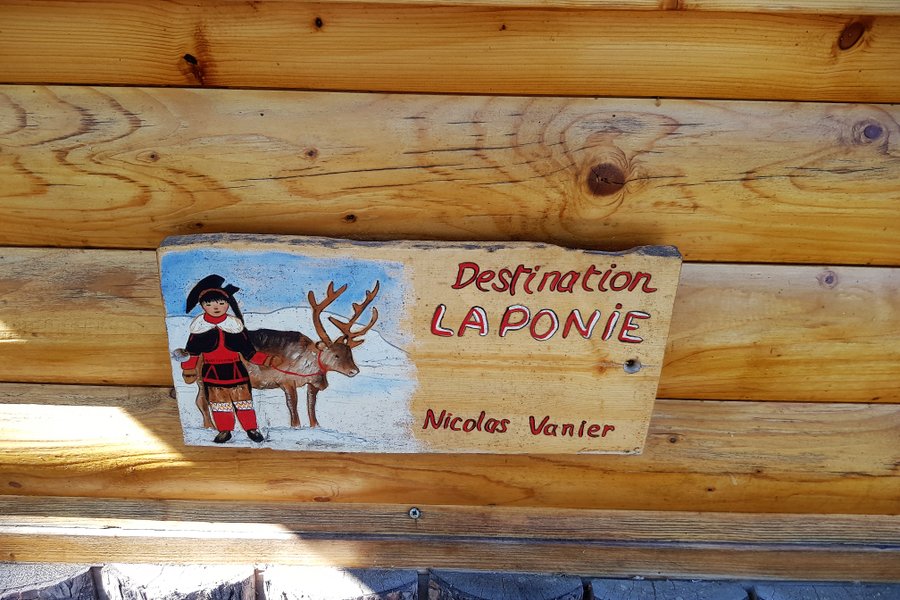 Destination
LAPONIE
Nicolas Vanier